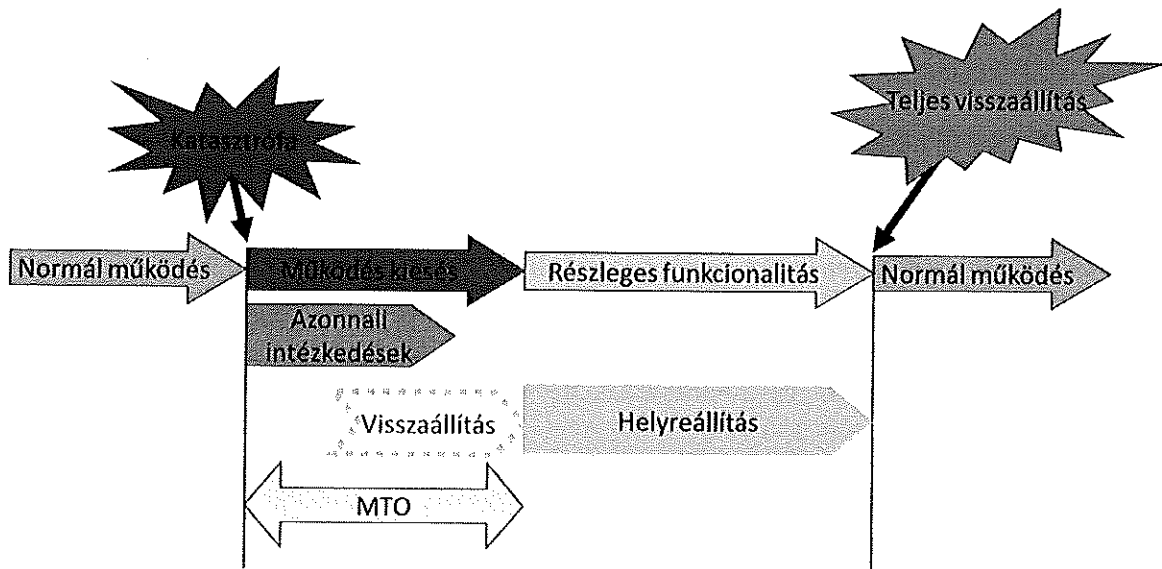 Teljes visszaállítás
Katasztrófa
Normál működés
Működés kiesés
Részleges funkcionalitás
Normál működés
Azonnali
intézkedések
Visszaállítás
Helyreállítás
MTO